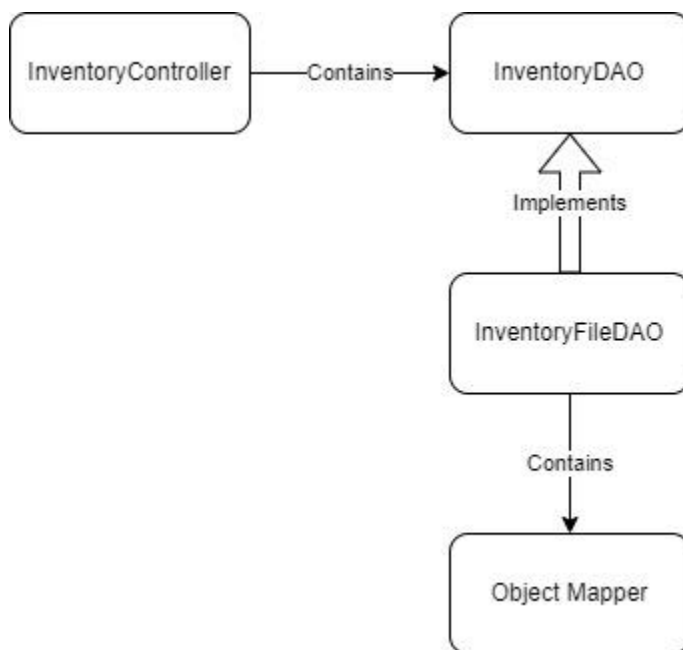 InventoryController
Contains
InventoryDAO
Implements
InventoryFileDAO
Contains
Object Mapper